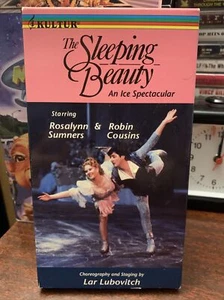 KULTUR
The Sleeping
Beauty
An Ice Spectacular
Starring
Rosalynn & Robin
Sumners Cousins
Choreography and Staging by
Lar Lubovitch